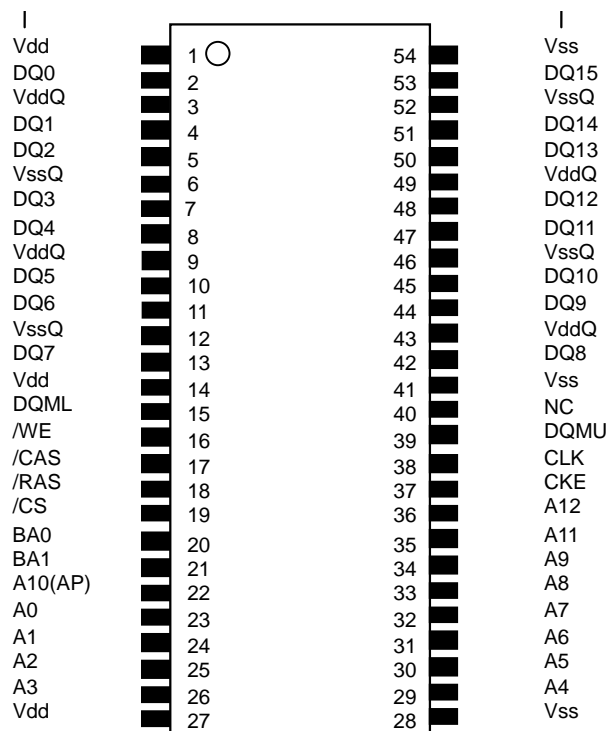 I I
Vdd 1 54 Vss
DQ0 2 53 DQ15
VddQ 3 52 VssQ
DQ1 4 51 DQ14
DQ2 5 50 DQ13
VssQ 6 49 VddQ
DQ3 7 48 DQ12
DQ4 8 47 DQ11
VddQ 9 46 VssQ
DQ5 10 45 DQ10
DQ6 11 44 DQ9
VssQ 12 43 VddQ
DQ7 13 42 DQ8
Vdd 14 41 Vss
DQML 15 40 NC
/WE 16 39 DQMU
/CAS 17 38 CLK
/RAS 18 37 CKE
/CS 19 36 A12
BA0 20 35 A11
BA1 21 34 A9
A10(AP) 22 33 A8
A0 23 32 A7
A1 24 31 A6
A2 25 30 A5
A3 26 29 A4
Vdd 27 28 Vss